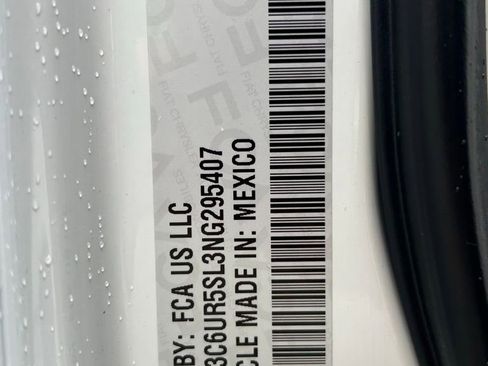 BY: FCA US LLC
3C6UR5SL3NG295407
CLE MADE IN: MEXICO